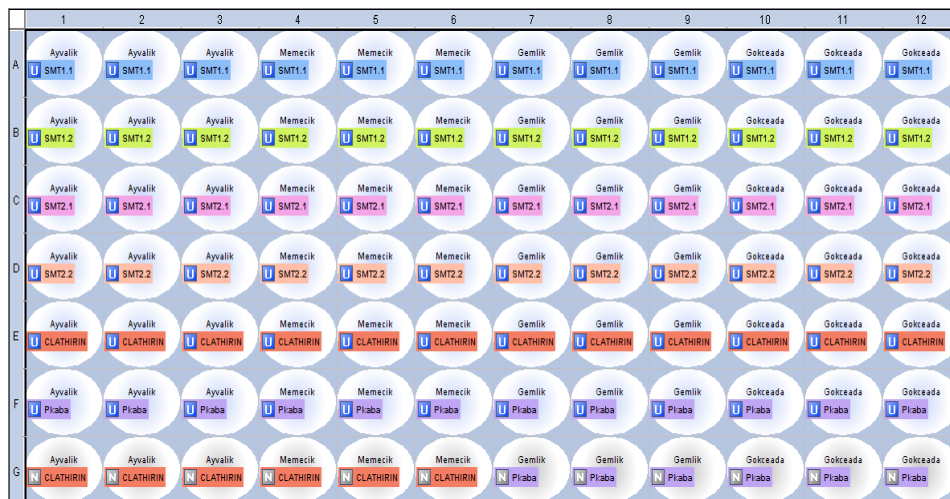 1 2 3 4 5 6 7 8 9 10 11 12
Ayvalik Ayvalik Ayvalik Memecik Memecik Memecik Gemlik Gemlik Gemlik Gokceada Gokceada Gokceada
A U SMT1.1 U SMT1.1 U SMT1.1 U SMT1.1 U SMT1.1 U SMT1.1 U SMT1.1 U SMT1.1 U SMT1.1 U SMT1.1 U SMT1.1 U SMT1.1
Ayvalik Ayvalik Ayvalik Memecik Memecik Memecik Gemlik Gemlik Gemlik Gokceada Gokceada Gokceada
B U SMT1.2 U SMT1.2 U SMT1.2 U SMT1.2 U SMT1.2 U SMT1.2 U SMT1.2 U SMT1.2 U SMT1.2 U SMT1.2 U SMT1.2 U SMT1.2
Ayvalik Ayvalik Ayvalik Memecik Memecik Memecik Gemlik Gemlik Gemlik Gokceada Gokceada Gokceada
C U SMT2.1 U SMT2.1 U SMT2.1 U SMT2.1 U SMT2.1 U SMT2.1 U SMT2.1 U SMT2.1 U SMT2.1 U SMT2.1 U SMT2.1 U SMT2.1
Ayvalik Ayvalik Ayvalik Memecik Memecik Memecik Gemlik Gemlik Gemlik Gokceada Gokceada Gokceada
D U SMT2.2 U SMT2.2 U SMT2.2 U SMT2.2 U SMT2.2 U SMT2.2 U SMT2.2 U SMT2.2 U SMT2.2 U SMT2.2 U SMT2.2 U SMT2.2
Ayvalik Ayvalik Ayvalik Memecik Memecik Memecik Gemlik Gemlik Gemlik Gokceada Gokceada Gokceada
E U CLATHIRIN U CLATHIRIN U CLATHIRIN U CLATHIRIN U CLATHIRIN U CLATHIRIN U CLATHIRIN U CLATHIRIN U CLATHIRIN U CLATHIRIN U CLATHIRIN U CLATHIRIN
Ayvalik Ayvalik Ayvalik Memecik Memecik Memecik Gemlik Gemlik Gemlik Gokceada Gokceada Gokceada
F U Pkaba U Pkaba U Pkaba U Pkaba U Pkaba U Pkaba U Pkaba U Pkaba U Pkaba U Pkaba U Pkaba U Pkaba
Ayvalik Ayvalik Ayvalik Memecik Memecik Memecik Gemlik Gemlik Gemlik Gokceada Gokceada Gokceada
G N CLATHIRIN N CLATHIRIN N CLATHIRIN N CLATHIRIN N CLATHIRIN N CLATHIRIN N Pkaba N Pkaba N Pkaba N Pkaba N Pkaba N Pkaba